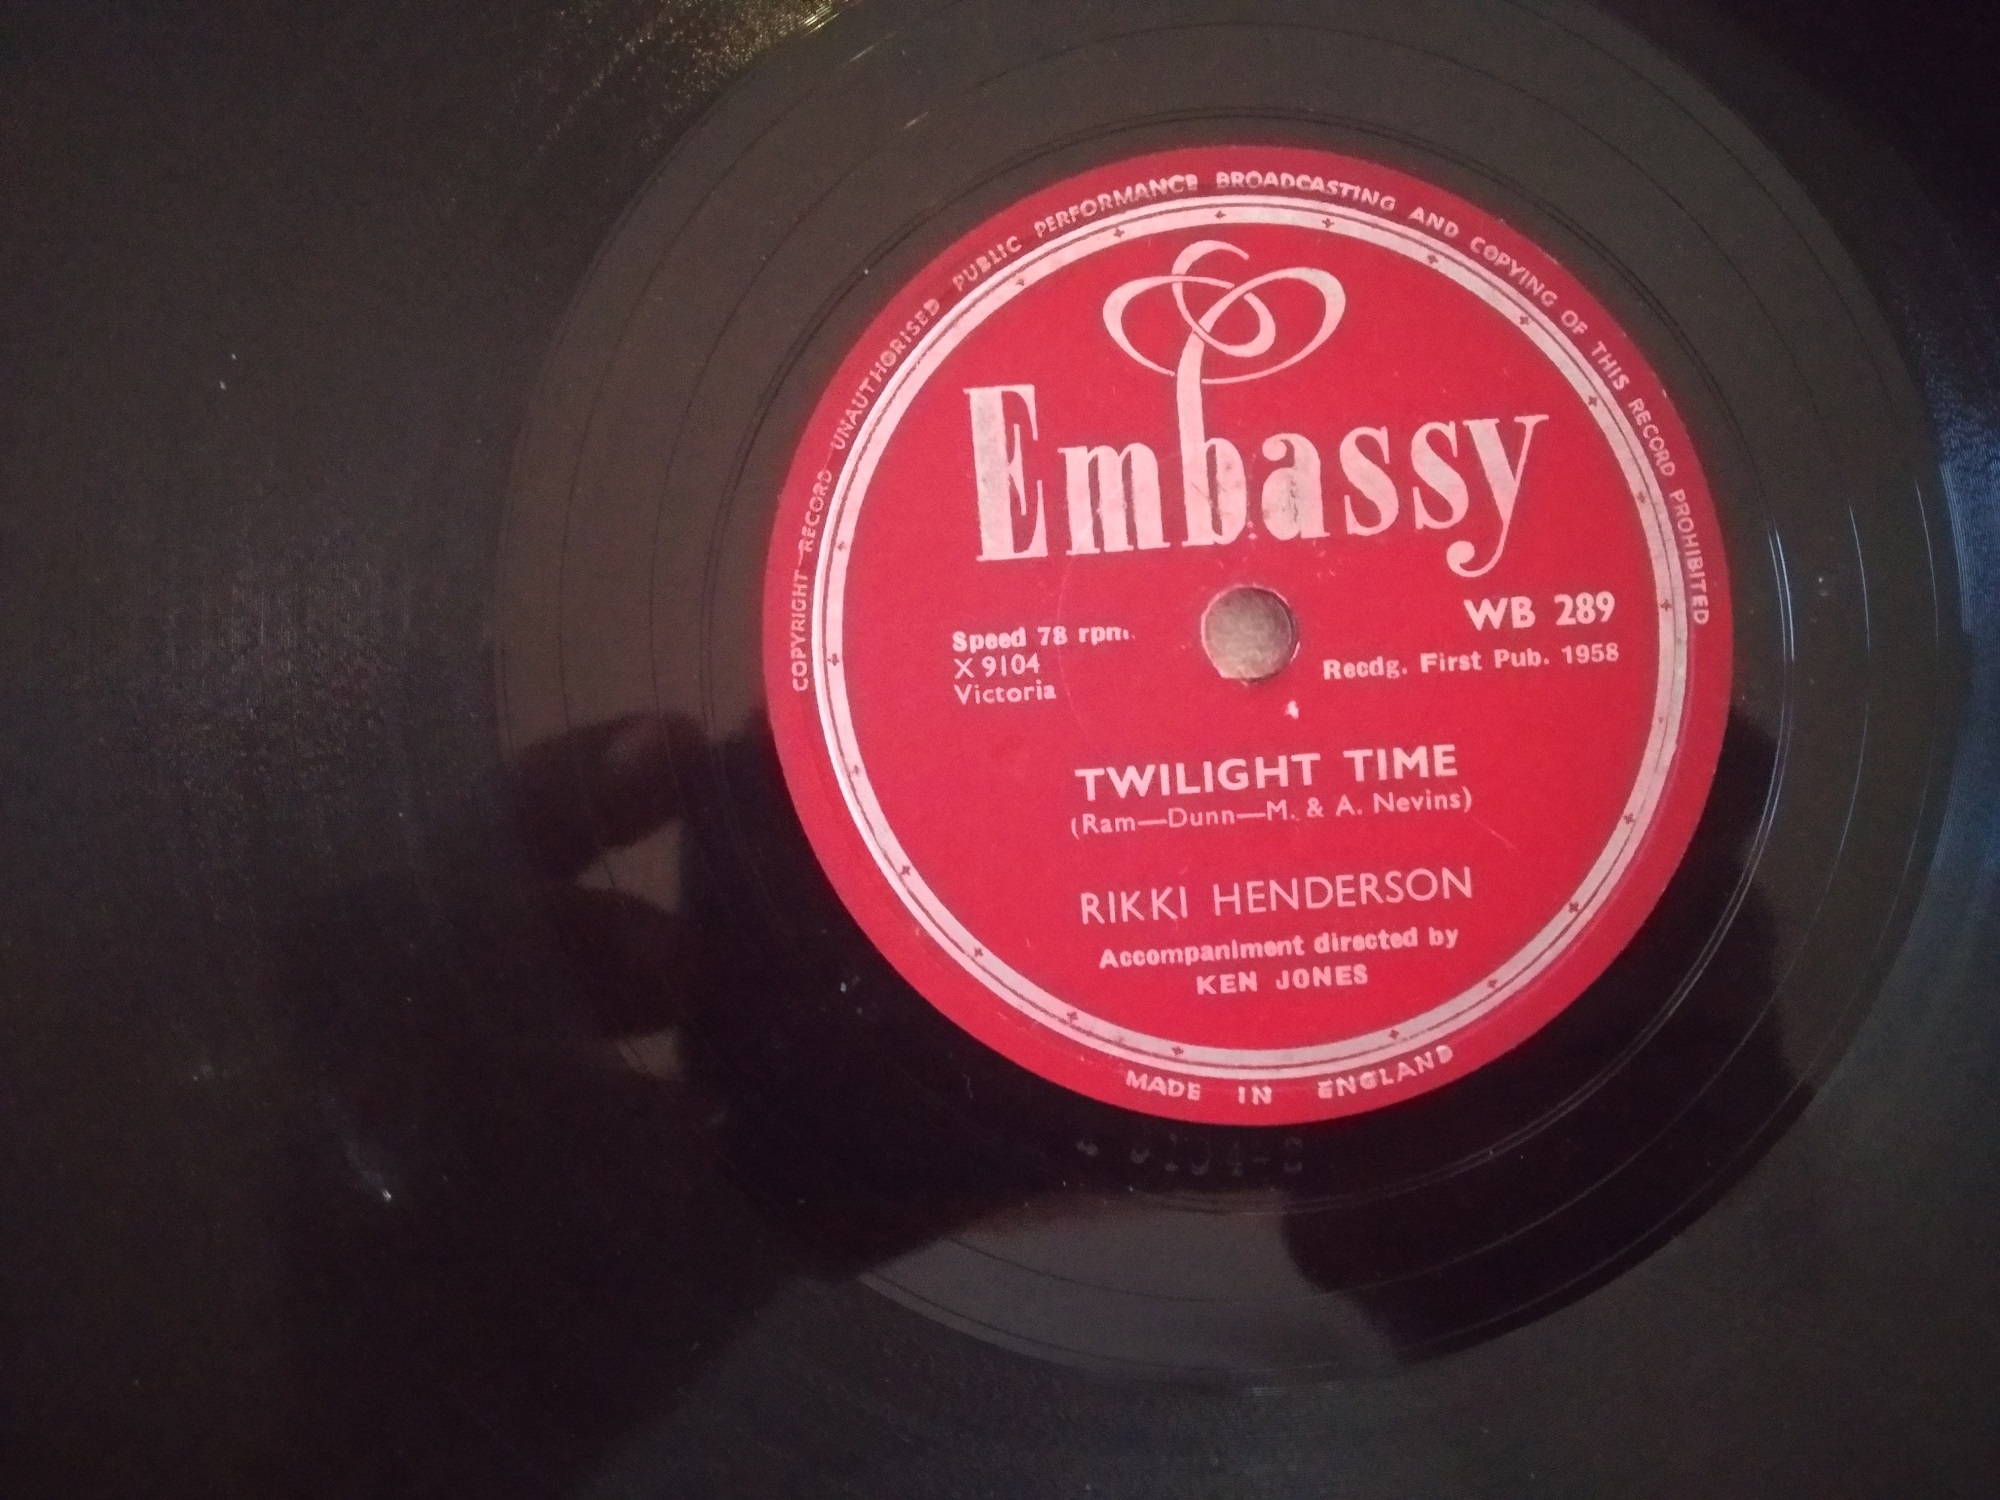 COPYRIGHT RECORD UNAUTHORISED PUBLIC PERFORMANCE BROADCASTING AND COPYING OF THIS RECORD PROHIBITED
Embassy
WB 289
Speed 78 rpm.
X 9104
Recdg. First Pub. 1958
Victoria
TWILIGHT TIME
(Ram—Dunn—M. & A. Nevins)
RIKKI HENDERSON
Accompaniment directed by
KEN JONES
MADE IN ENGLAND